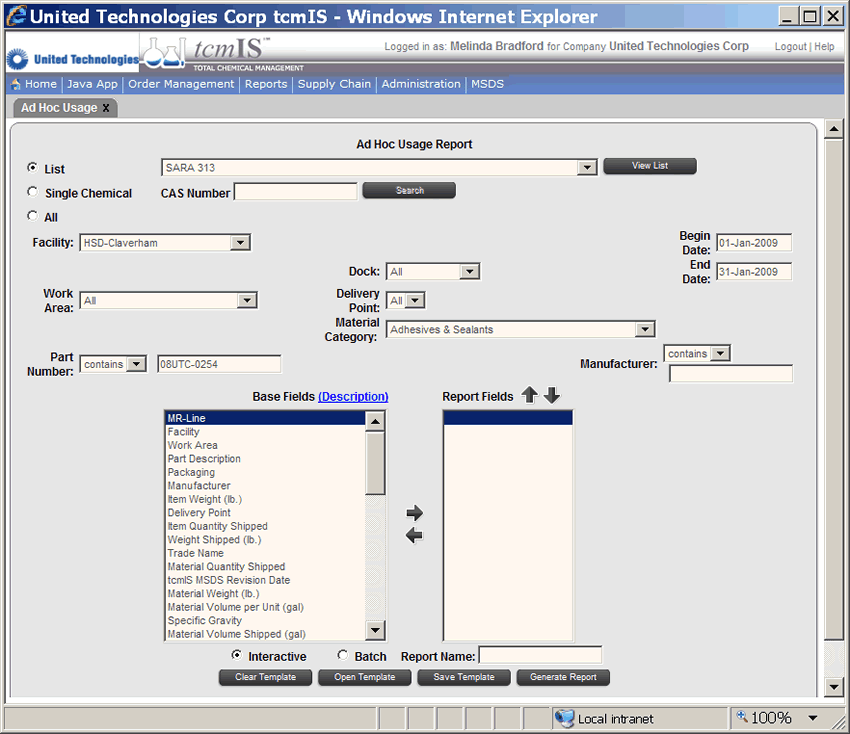 United Technologies Corp tcmIS - Windows Internet Explorer
United Technologies
tcmIS™
TOTAL CHEMICAL MANAGEMENT
Logged in as: Melinda Bradford for Company United Technologies Corp
Logout | Help
Home | Java App | Order Management | Reports | Supply Chain | Administration | MSDS
Ad Hoc Usage x
Ad Hoc Usage Report
List SARA 313 View List
Single Chemical CAS Number Search
All
Facility: HSD-Claverham
Begin Date: 01-Jan-2009
Dock: All
End Date: 31-Jan-2009
Work Area: All
Delivery Point: All
Material Category: Adhesives & Sealants
Part Number: contains 08UTC-0254
Manufacturer: contains
Base Fields (Description)
Report Fields
MR-Line
Facility
Work Area
Part Description
Packaging
Manufacturer
Item Weight (lb.)
Delivery Point
Item Quantity Shipped
Weight Shipped (lb.)
Trade Name
Material Quantity Shipped
tcmIS MSDS Revision Date
Material Weight (lb.)
Material Volume per Unit (gal)
Specific Gravity
Material Volume Shipped (gal)
Interactive Batch Report Name:
Clear Template Open Template Save Template Generate Report
Local intranet 100%